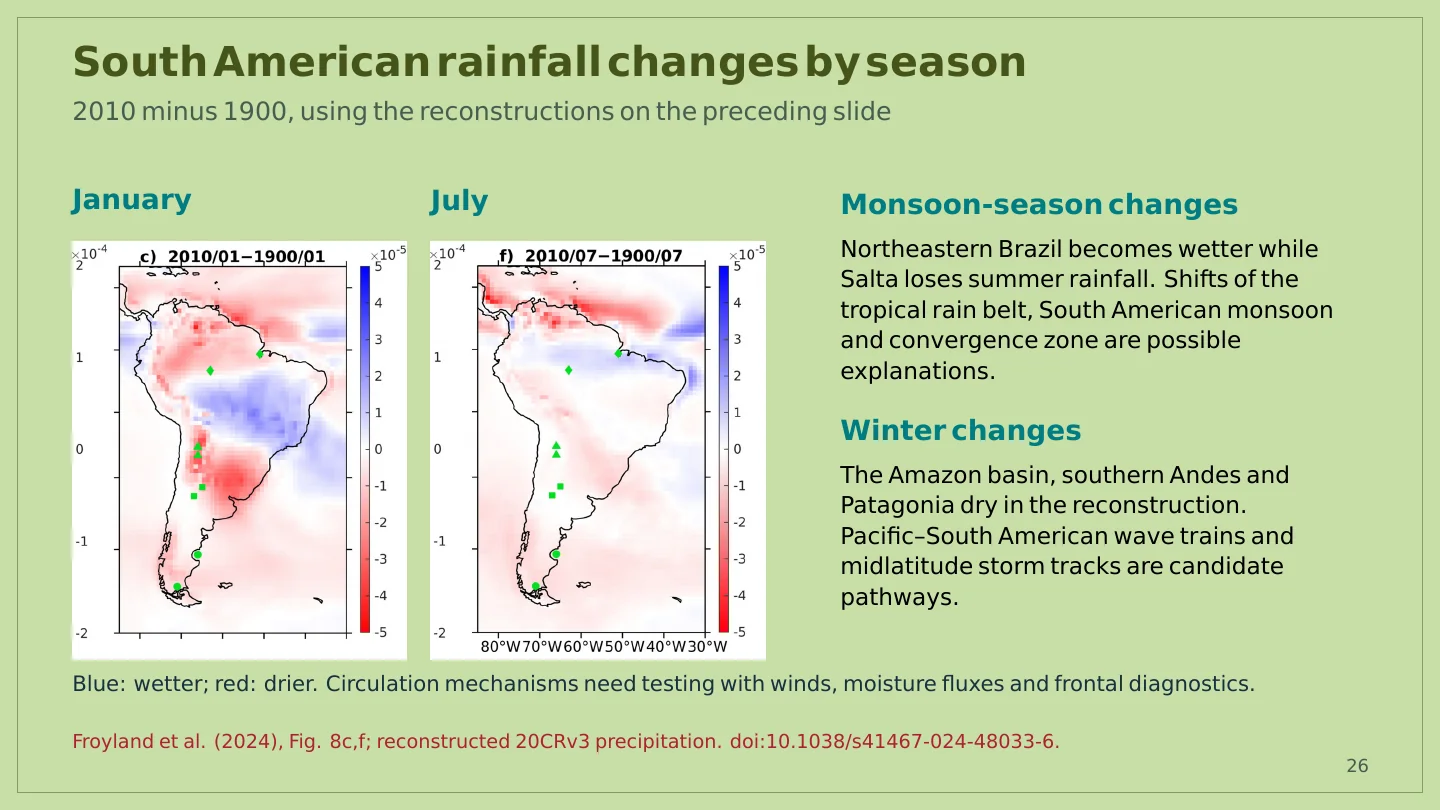 South American rainfall changes by season
2010 minus 1900, using the reconstructions on the preceding slide
January
×10-4
c) 2010/01−1900/01
×10-5
2
1
0
-1
-2
5
4
3
2
1
0
-1
-2
-3
-4
-5
July
×10-4
f) 2010/07−1900/07
×10-5
2
1
0
-1
-2
5
4
3
2
1
0
-1
-2
-3
-4
-5
80°W 70°W 60°W 50°W 40°W 30°W
Monsoon-season changes
Northeastern Brazil becomes wetter while
Salta loses summer rainfall. Shifts of the
tropical rain belt, South American monsoon
and convergence zone are possible
explanations.
Winter changes
The Amazon basin, southern Andes and
Patagonia dry in the reconstruction.
Pacific–South American wave trains and
midlatitude storm tracks are candidate
pathways.
Blue: wetter; red: drier. Circulation mechanisms need testing with winds, moisture fluxes and frontal diagnostics.
Froyland et al. (2024), Fig. 8c,f; reconstructed 20CRv3 precipitation. doi:10.1038/s41467-024-48033-6.
26